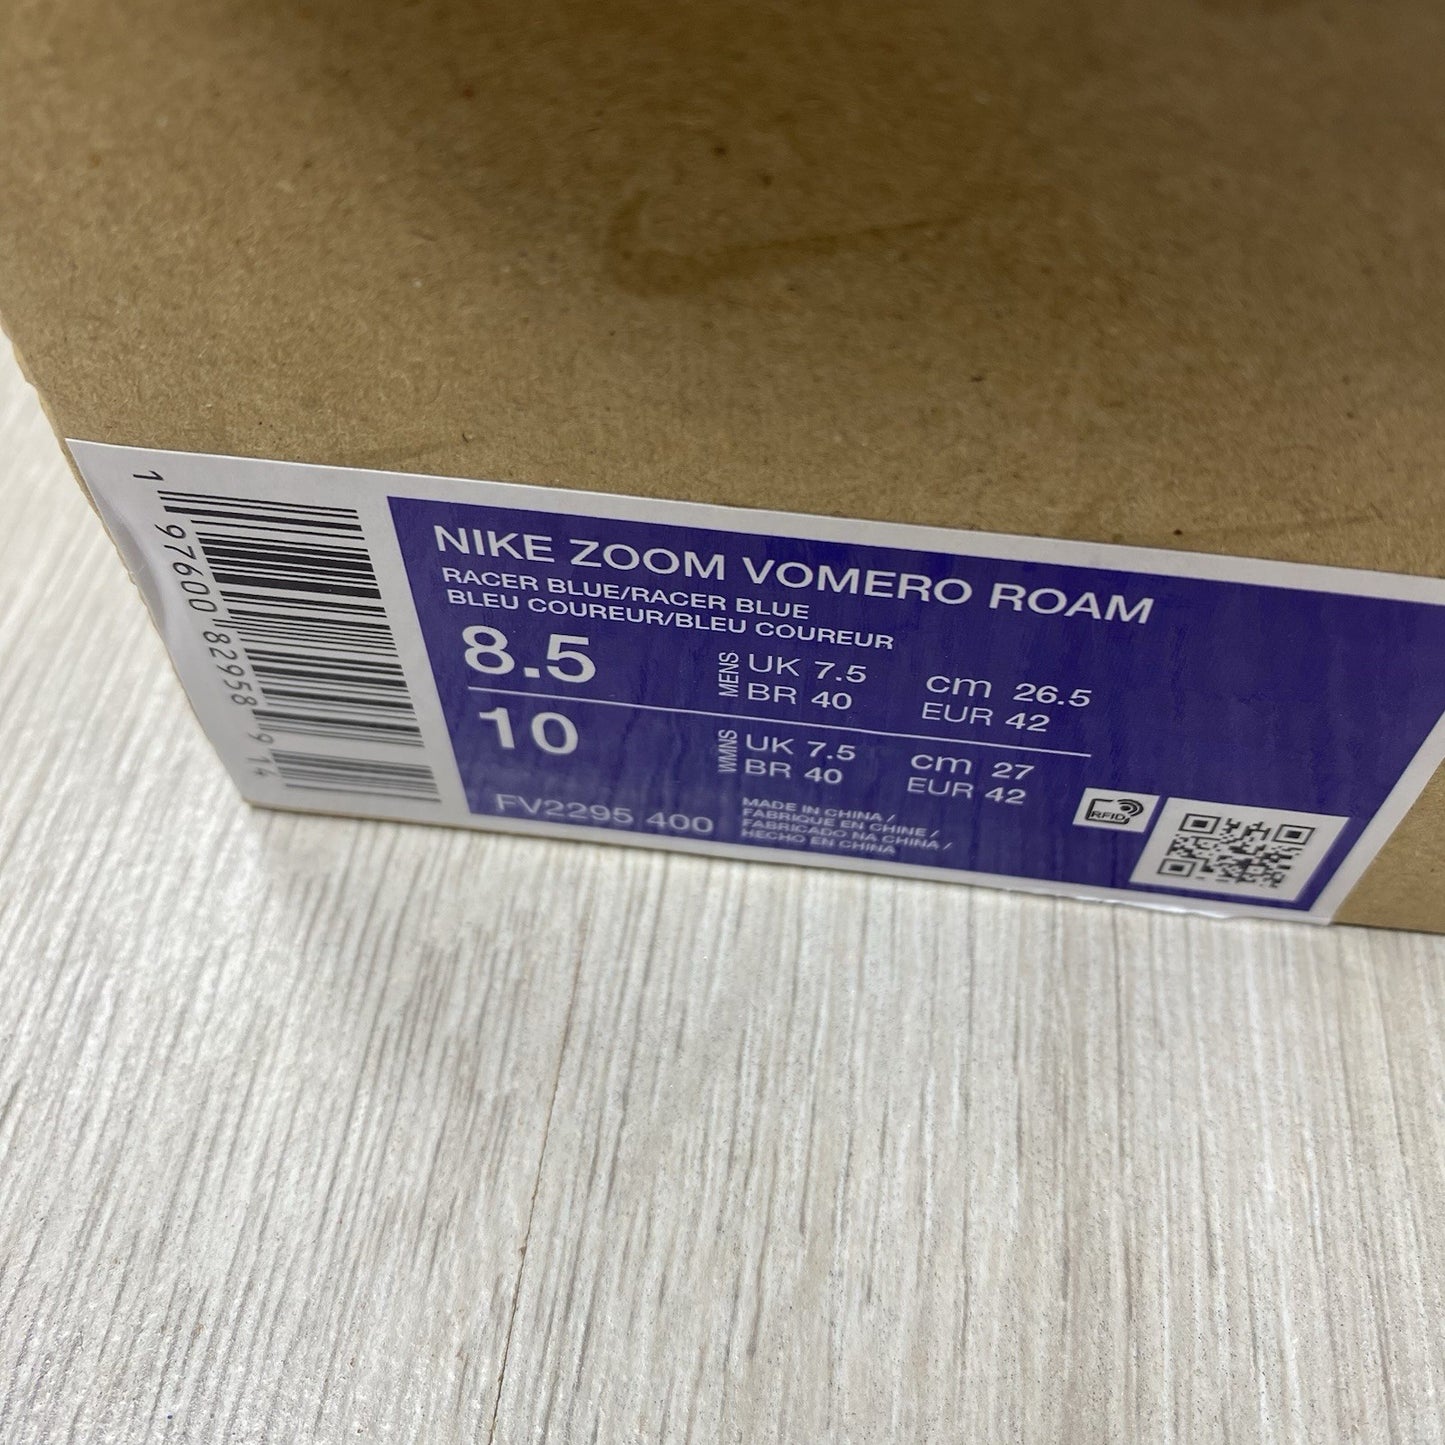 NIKE ZOOM VOMERO ROAM
RACER BLUE/RACER BLUE
BLEU COUREUR/BLEU COUREUR
8.5
MENS
UK 7.5
BR 40
cm 26.5
EUR 42
10
WMNS
UK 7.5
BR 40
cm 27
EUR 42
FV2295 400
MADE IN CHINA /
FABRIQUE EN CHINE /
FABRICADO NA CHINA /
HECHO EN CHINA
RFID
1 97600 82958 9 14